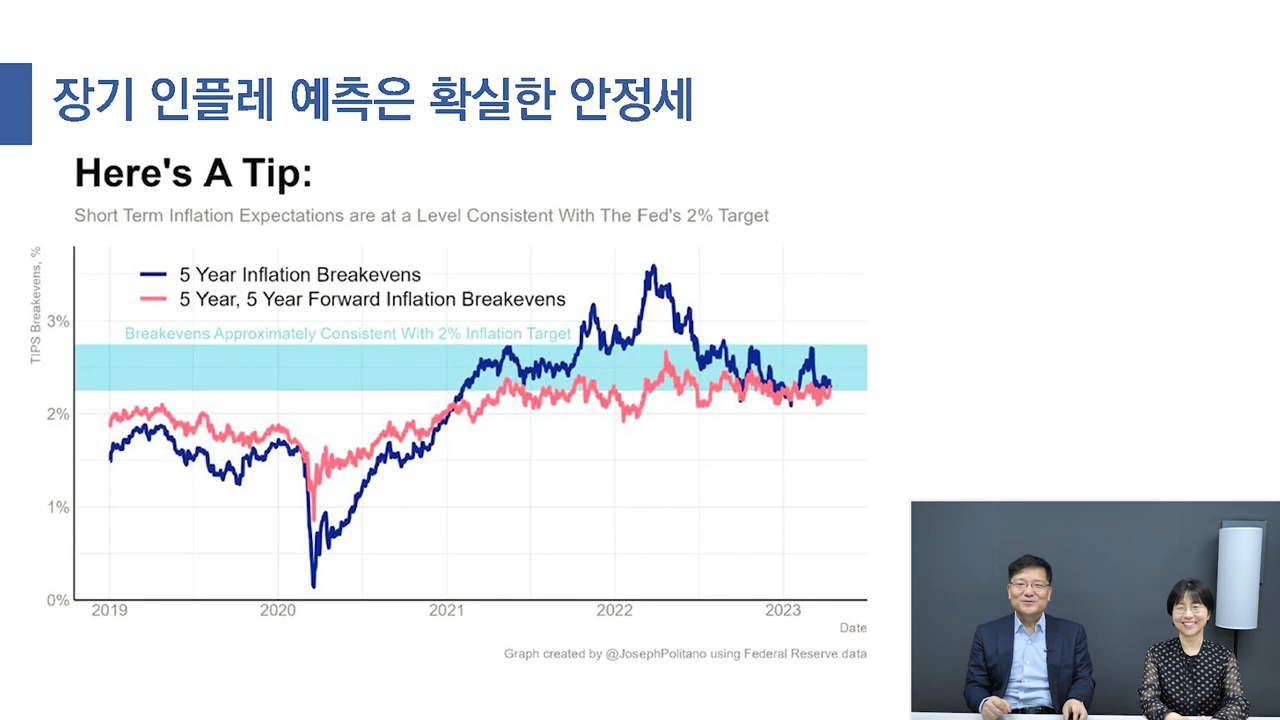 장기 인플레 예측은 확실한 안정세
Here's A Tip:
Short Term Inflation Expectations are at a Level Consistent With The Fed's 2% Target
TIPS Breakevens, %
5 Year Inflation Breakevens
5 Year, 5 Year Forward Inflation Breakevens
Breakevens Approximately Consistent With 2% Inflation Target
3%
2%
1%
0%
2019 2020 2021 2022 2023
Date
Graph created by @JosephPolitano using Federal Reserve data